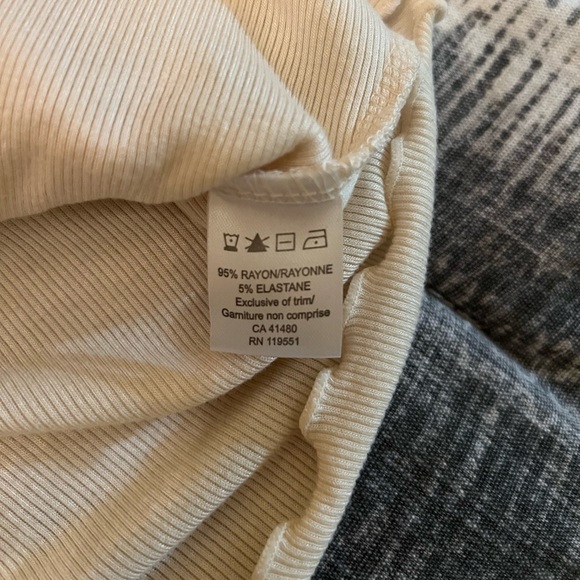 95% RAYON/RAYONNE
5% ELASTANE
Exclusive of trim/
Garniture non comprise
CA 41480
RN 119551